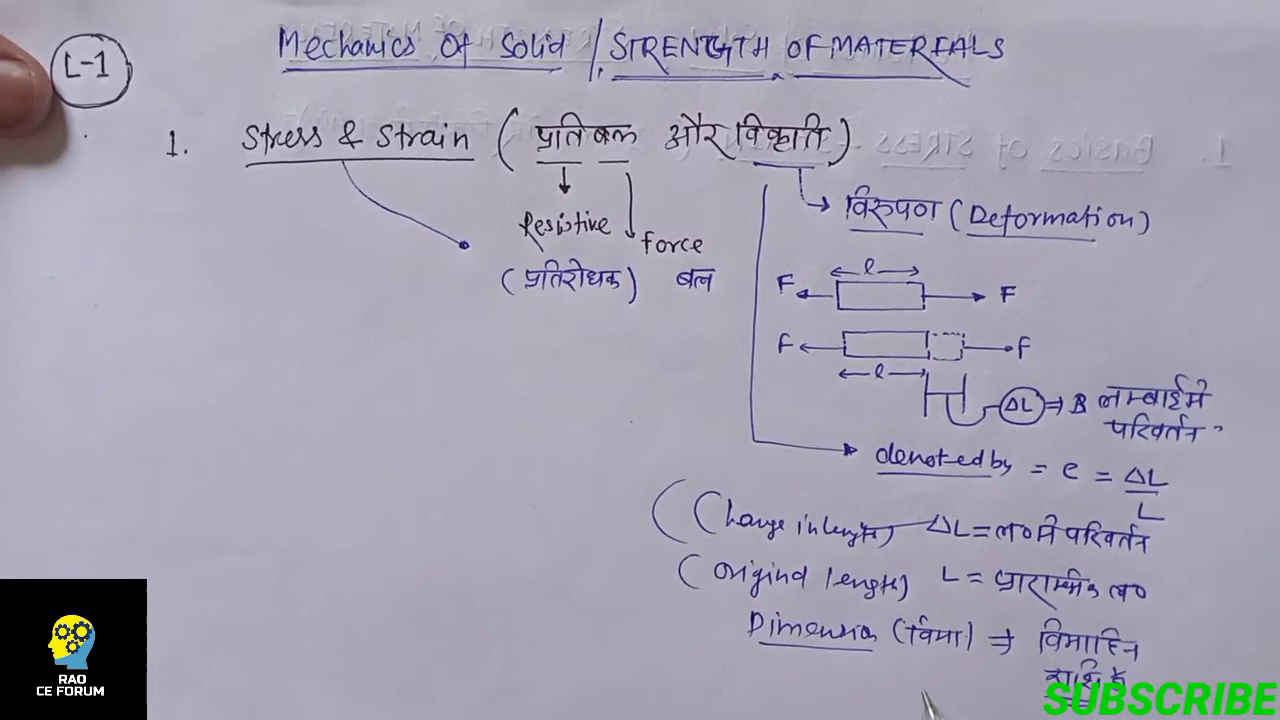 L-1
Mechanics Of Solid / STRENGTH OF MATERIALS
1. Stress & Strain ( प्रतिबल और विकृति )
विरुपण ( Deformation )
Resistive
force
( प्रतिरोधक ) बल
l
F F
F F
l
ΔL ⇒ लम्बाई में
परिवर्तन
denoted by = e = ΔL
L
( Change in length ) ΔL = ल० में परिवर्तन
( original length ) L = प्रारम्भिक ल०
Dimension ( विमा ) ⇒ विमाहिन
राशि है
RAO
CE FORUM
SUBSCRIBE